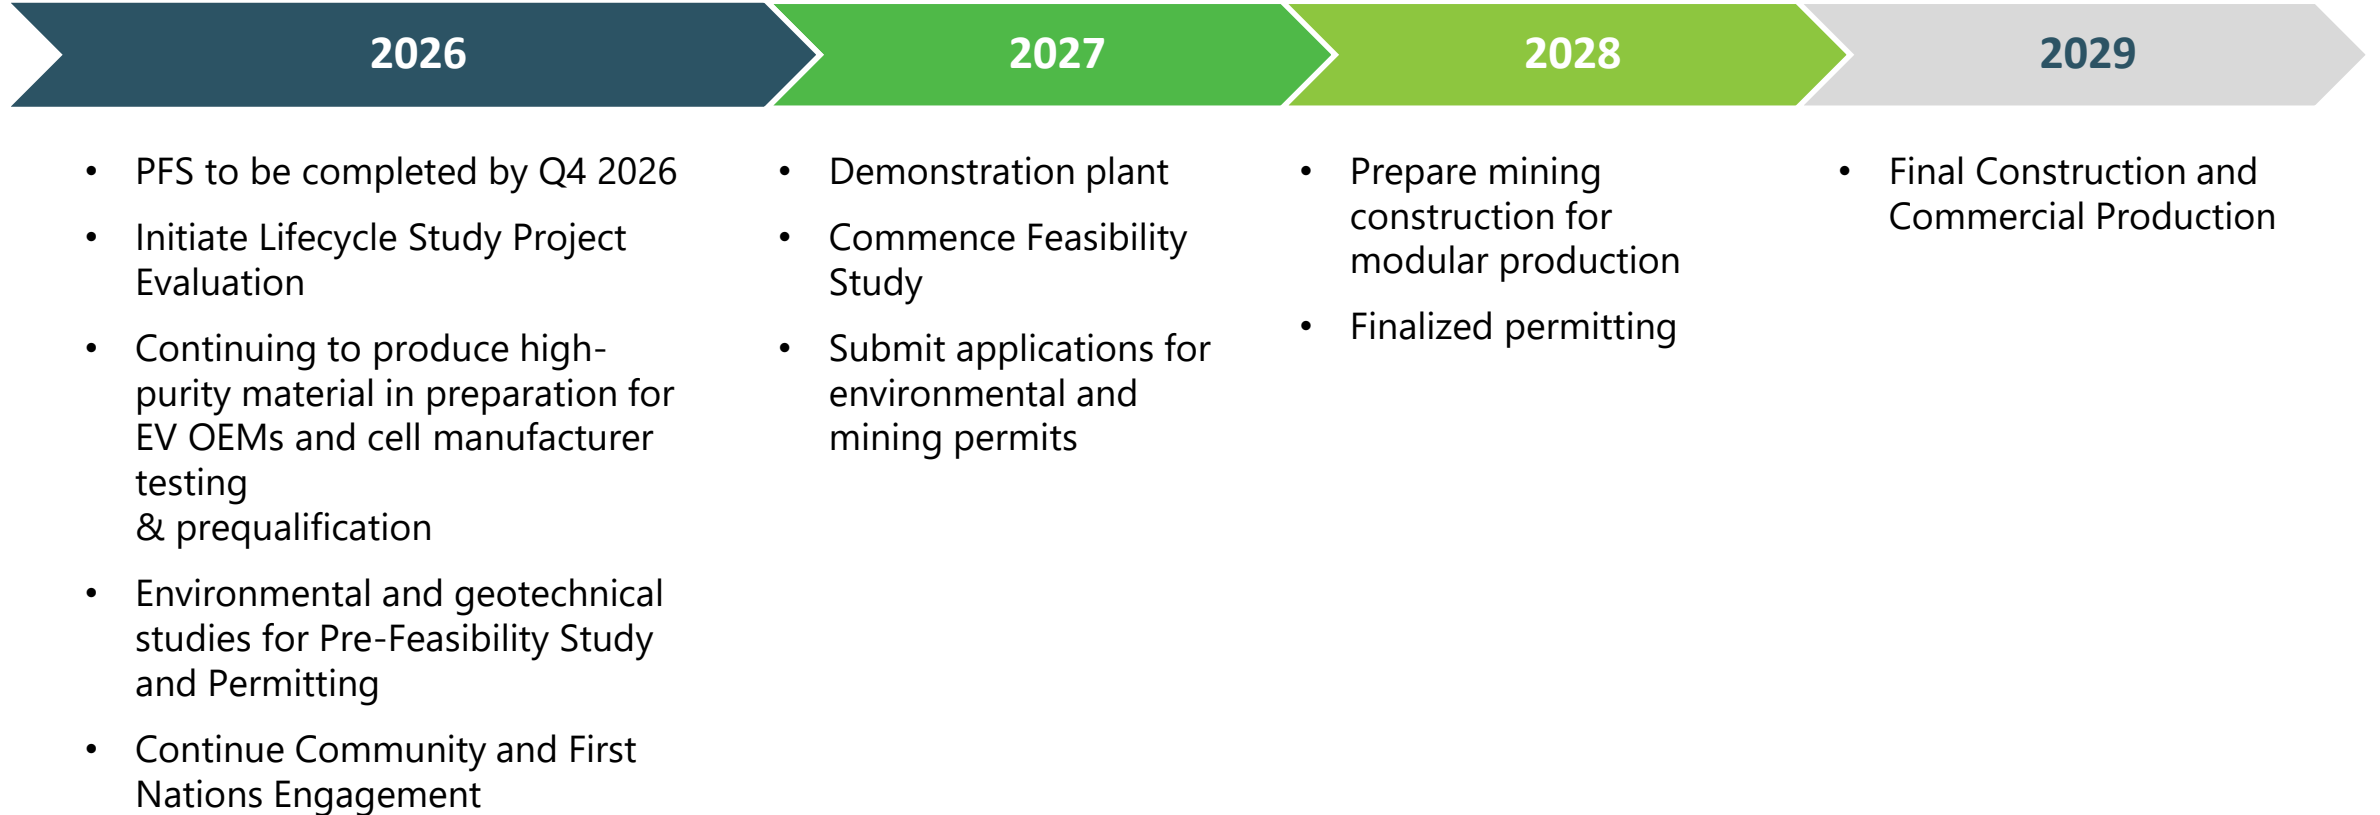 2026
2027
2028
2029
• PFS to be completed by Q4 2026
• Initiate Lifecycle Study Project
Evaluation
• Continuing to produce high-
purity material in preparation for
EV OEMs and cell manufacturer
testing
& prequalification
• Environmental and geotechnical
studies for Pre-Feasibility Study
and Permitting
• Continue Community and First
Nations Engagement
• Demonstration plant
• Commence Feasibility
Study
• Submit applications for
environmental and
mining permits
• Prepare mining
construction for
modular production
• Finalized permitting
• Final Construction and
Commercial Production